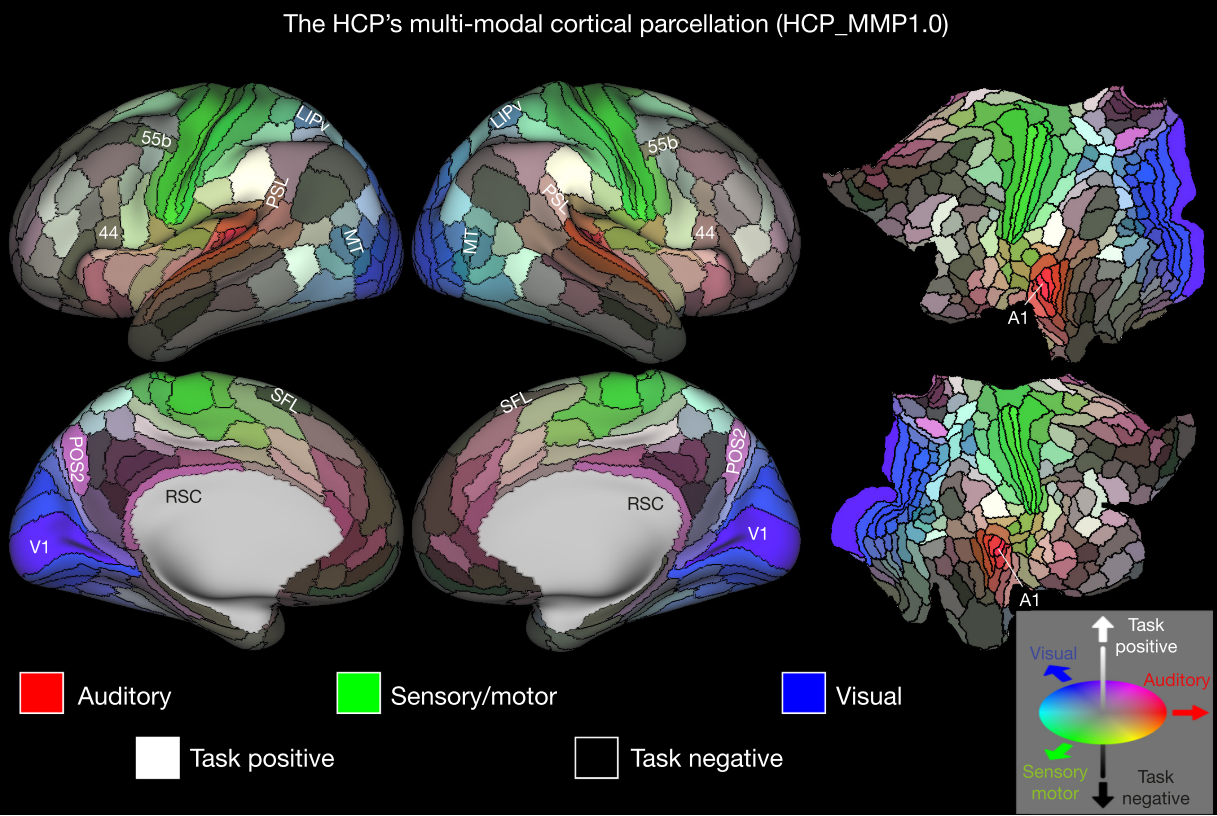 The HCP's multi-modal cortical parcellation (HCP_MMP1.0)
LIPv
55b
PSL
44
MT
LIPv
55b
PSL
MT
44
A1
SFL
POS2
RSC
V1
SFL
POS2
RSC
V1
A1
Auditory
Sensory/motor
Visual
Task positive
Task negative
Task
positive
Visual
Auditory
Sensory
motor
Task
negative